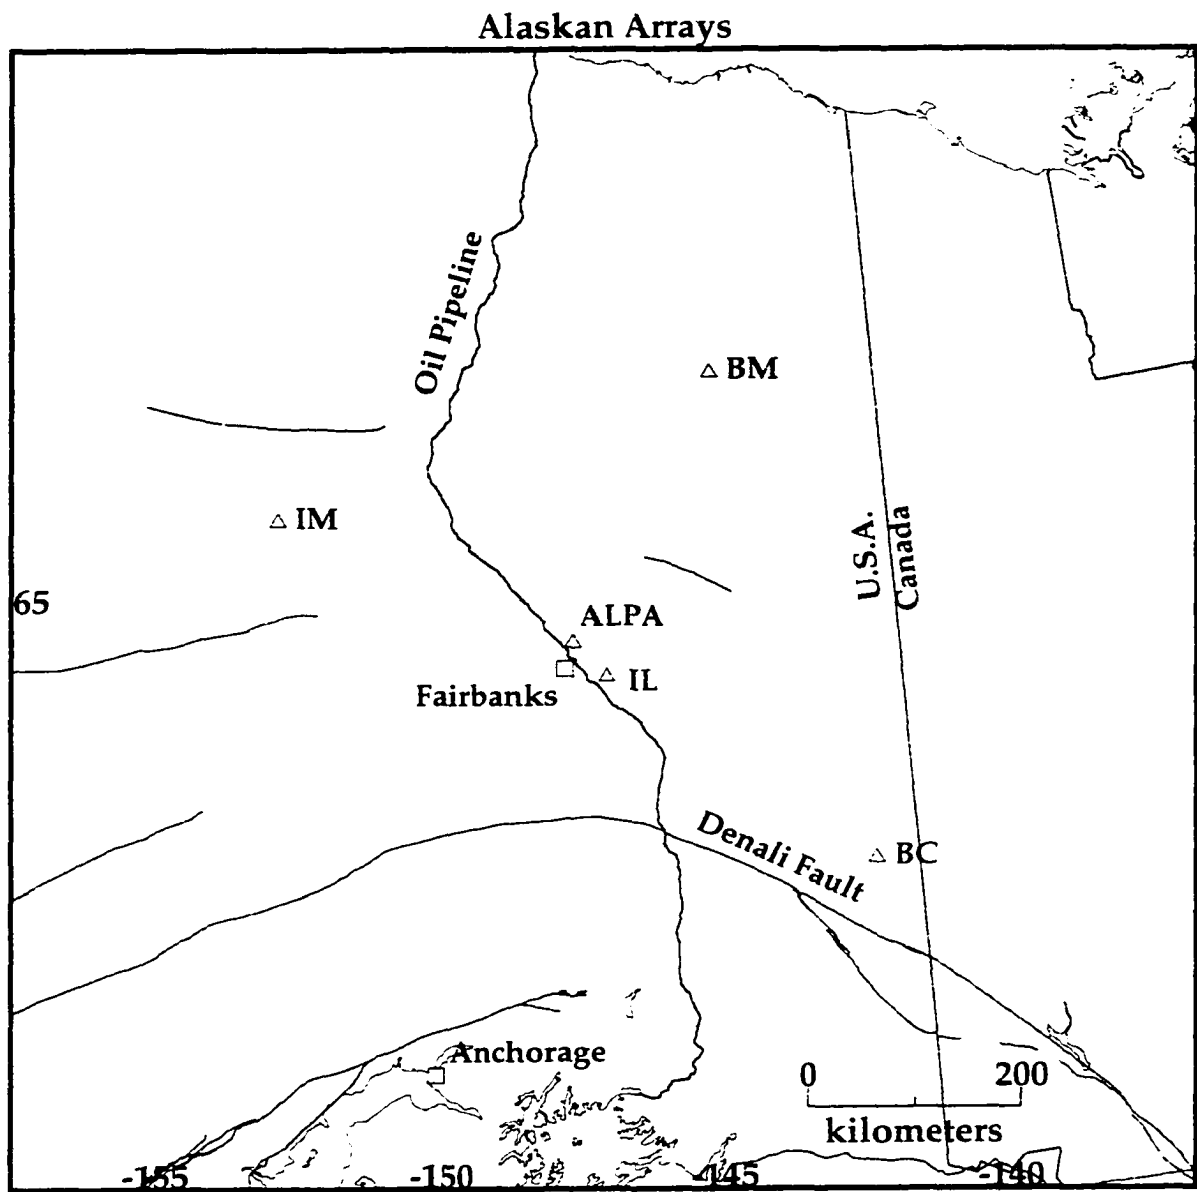 Alaskan Arrays
Oil Pipeline
BM
IM
U.S.A.
Canada
65
ALPA
IL
Fairbanks
Denali Fault
BC
Anchorage
0 200
kilometers
-155 -150 -145 -140